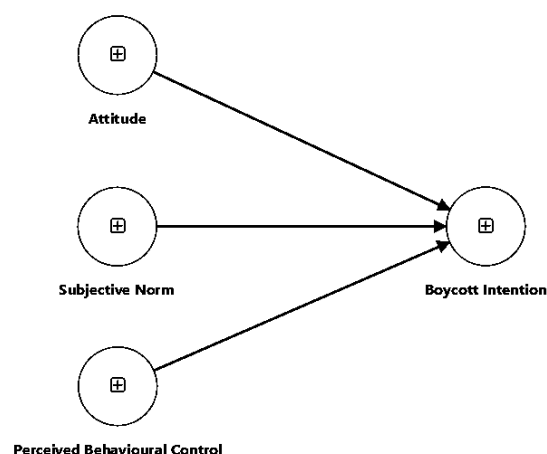 Attitude
Subjective Norm
Boycott Intention
Perceived Behavioural Control